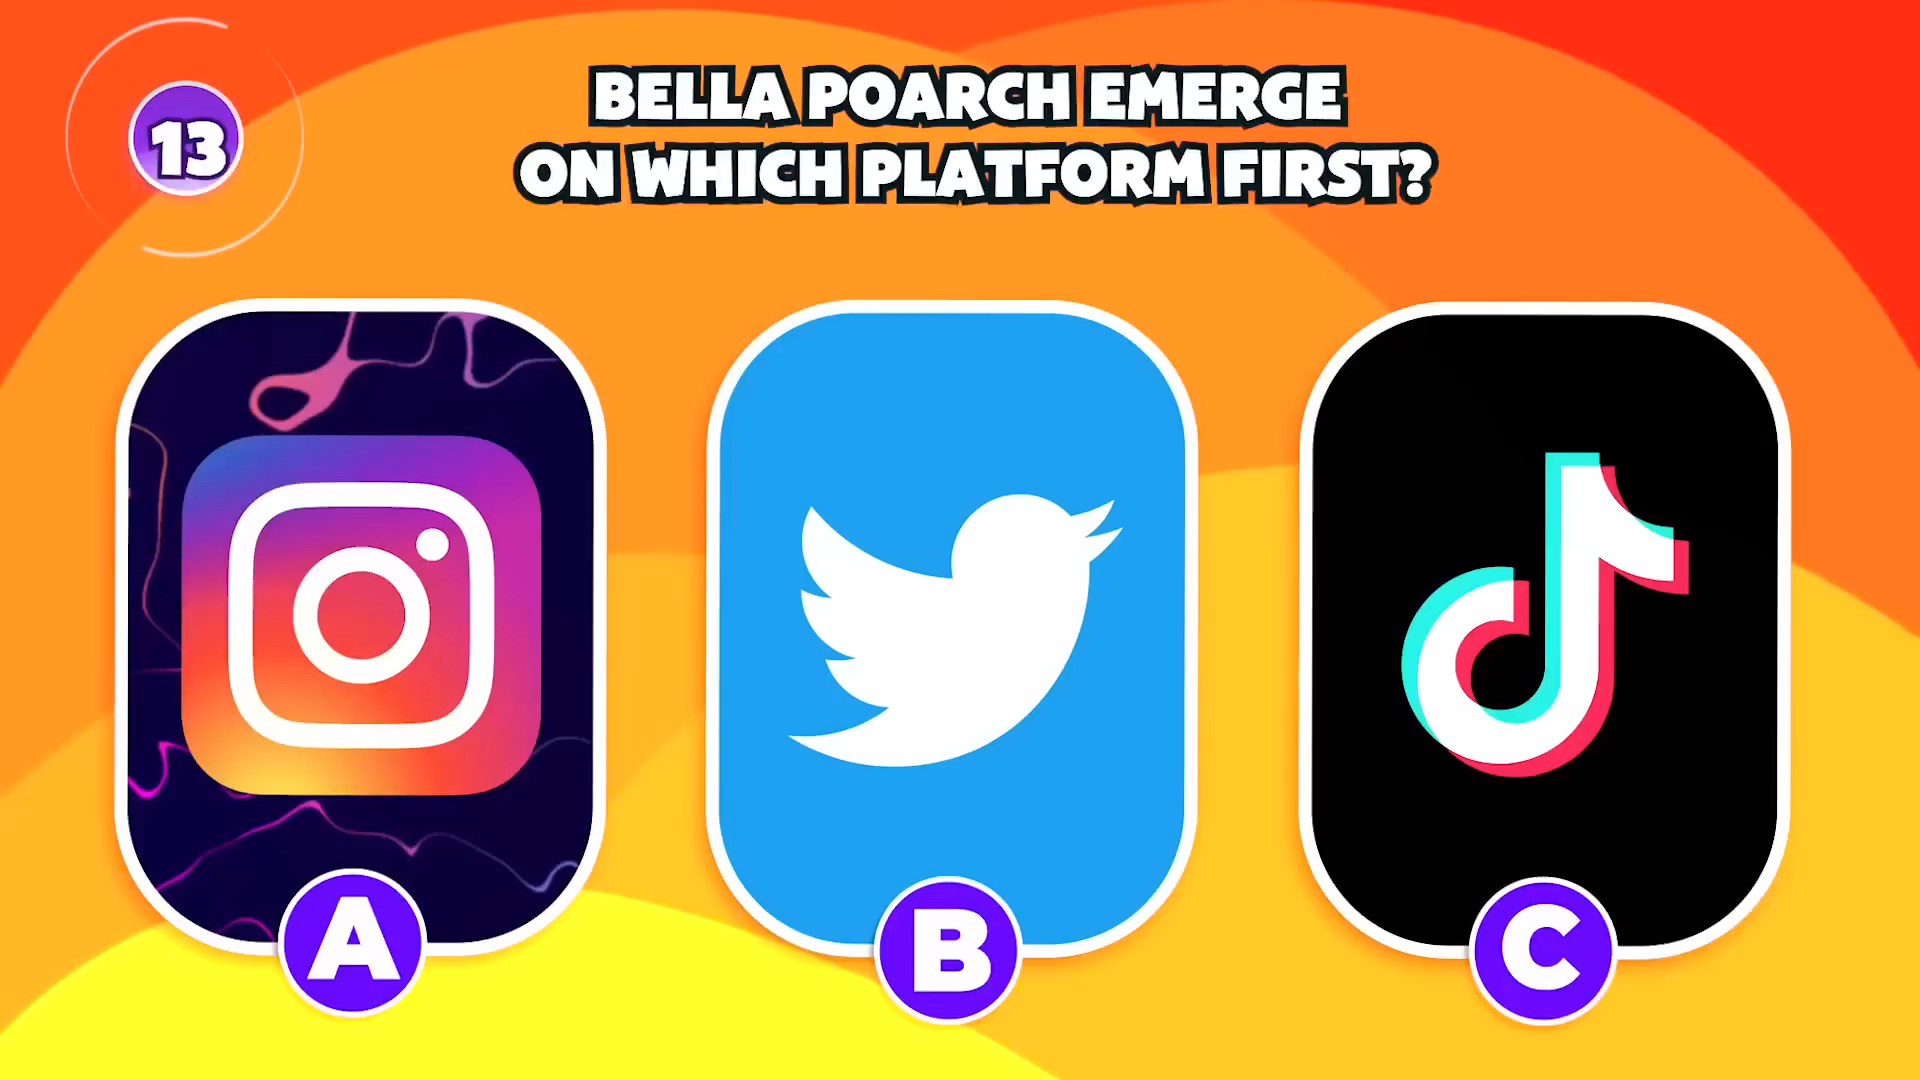 13
BELLA POARCH EMERGE
ON WHICH PLATFORM FIRST?
A
B
C